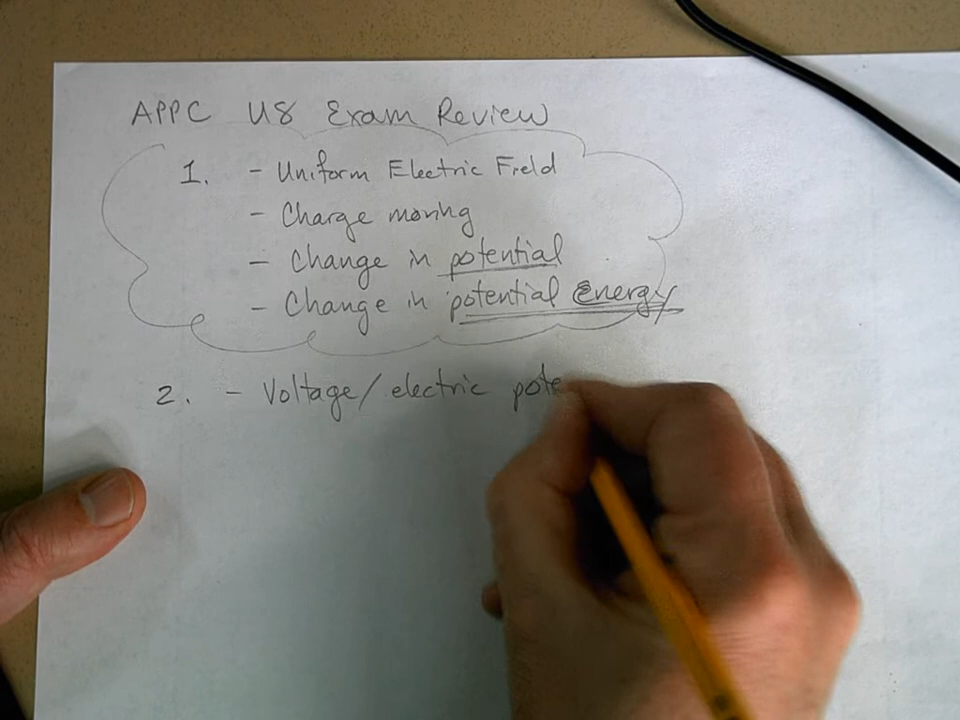 APPC U8 Exam Review
1. - Uniform Electric Field
- Charge moving
- Change in potential
- Change in potential energy
2. - Voltage/electric pote